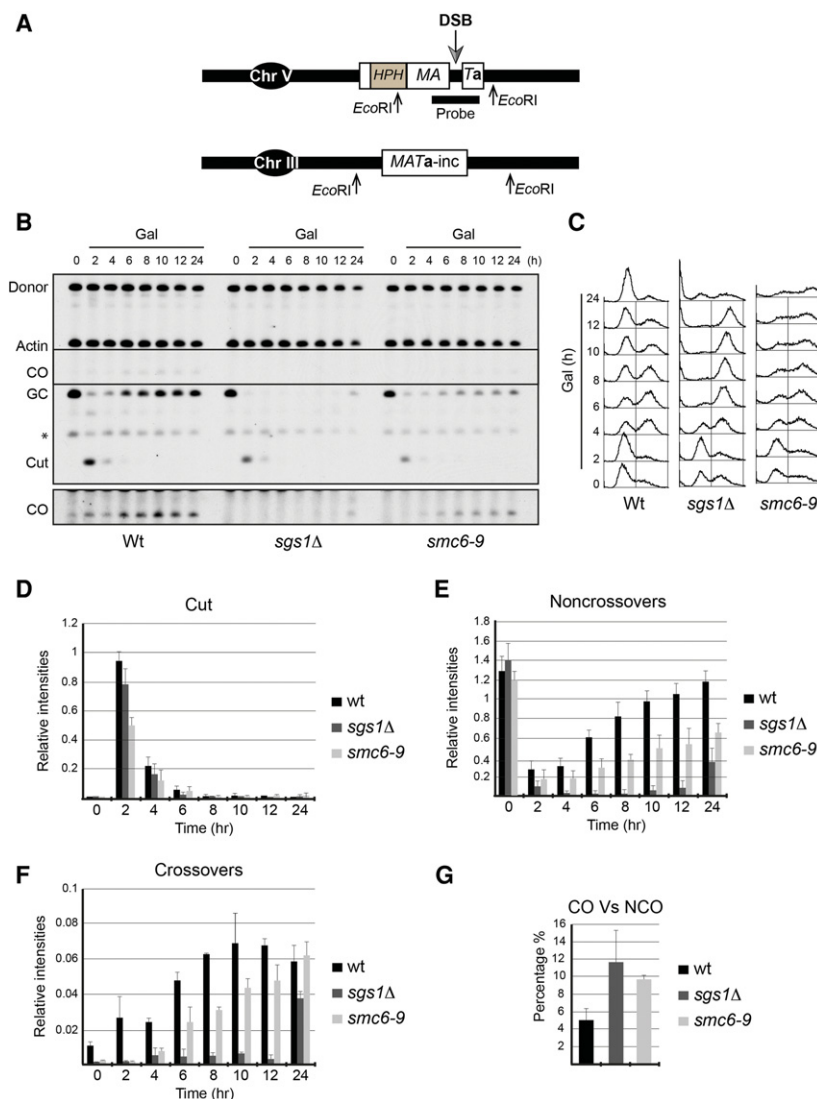 A
DSB
Chr V
HPH
MA
Ta
EcoRI
EcoRI
Probe
Chr III
MATa-inc
EcoRI
EcoRI
B
Gal Gal Gal
0 2 4 6 8 10 12 24 0 2 4 6 8 10 12 24 0 2 4 6 8 10 12 24 (h)
Donor
Actin
CO
GC
*
Cut
CO
Wt sgs1Δ smc6-9
C
Gal (h)
24
12
10
8
6
4
2
0
Wt sgs1Δ smc6-9
D
Cut
Relative intensities
1.2
1
0.8
0.6
0.4
0.2
0 2 4 6 8 10 12 24
Time (hr)
wt
sgs1Δ
smc6-9
E
Noncrossovers
Relative intensities
1.8
1.6
1.4
1.2
1
0.8
0.6
0.4
0.2
0 2 4 6 8 10 12 24
Time (hr)
wt
sgs1Δ
smc6-9
F
Crossovers
Relative intensities
0.1
0.08
0.06
0.04
0.02
0 2 4 6 8 10 12 24
Time (hr)
wt
sgs1Δ
smc6-9
G
CO Vs NCO
Percentage %
16
14
12
10
8
6
4
2
wt
sgs1Δ
smc6-9